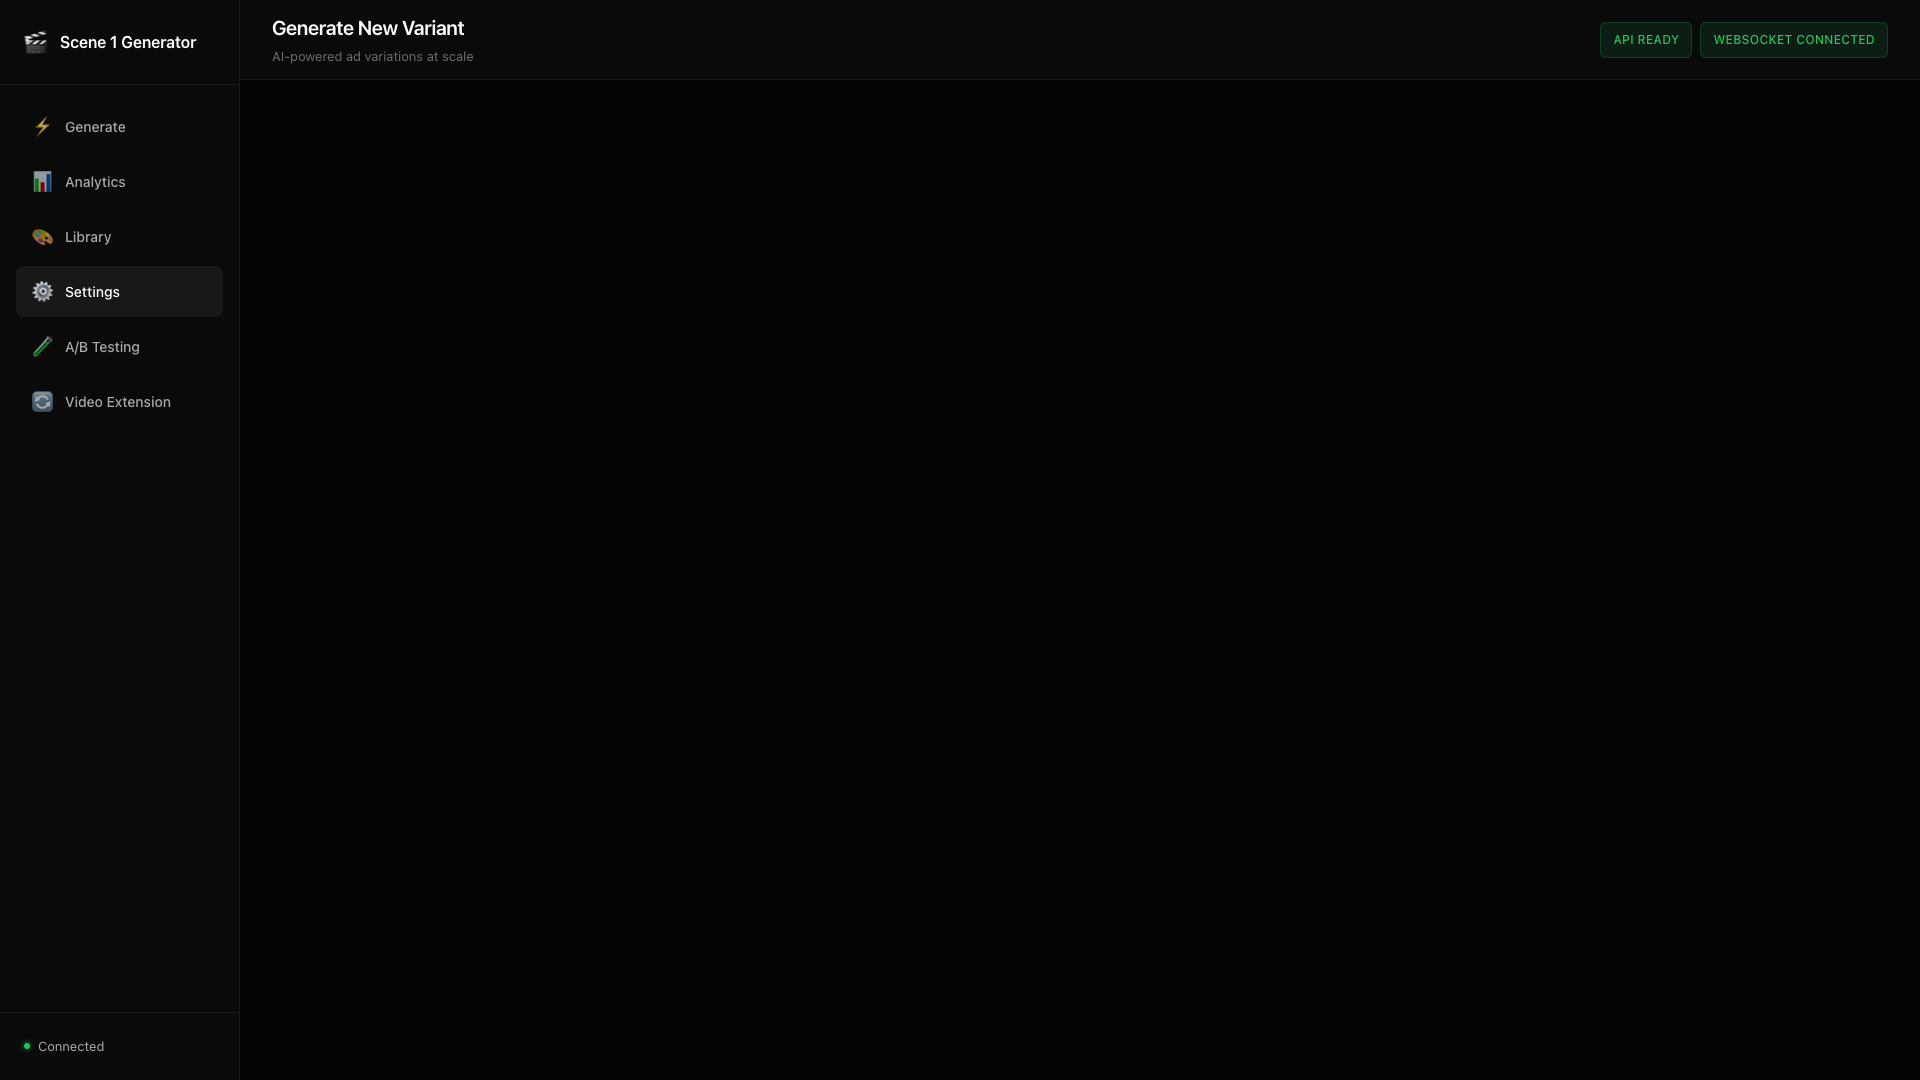 Scene 1 Generator
Generate
Analytics
Library
Settings
A/B Testing
Video Extension
Connected
Generate New Variant
AI-powered ad variations at scale
API READY
WEBSOCKET CONNECTED